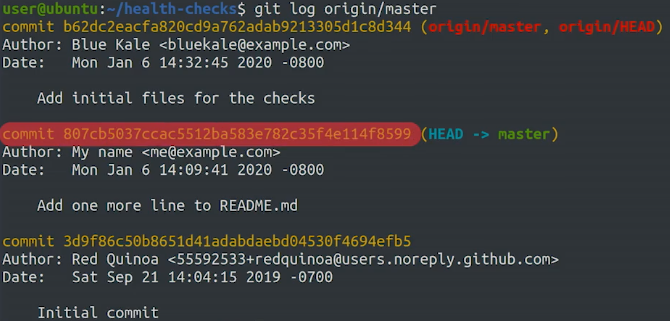 user@ubuntu:~/health-checks$ git log origin/master
commit b62dc2eacfa820cd9a762adab9213305d1c8d344 (origin/master, origin/HEAD)
Author: Blue Kale <bluekale@example.com>
Date:   Mon Jan 6 14:32:45 2020 -0800
Add initial files for the checks
commit 807cb5037ccac5512ba583e782c35f4e114f8599 (HEAD -> master)
Author: My name <me@example.com>
Date:   Mon Jan 6 14:09:41 2020 -0800
Add one more line to README.md
commit 3d9f86c50b8651d41adabdaebd04530f4694efb5
Author: Red Quinoa <55592533+redquinoa@users.noreply.github.com>
Date:   Sat Sep 21 14:04:15 2019 -0700
Initial commit